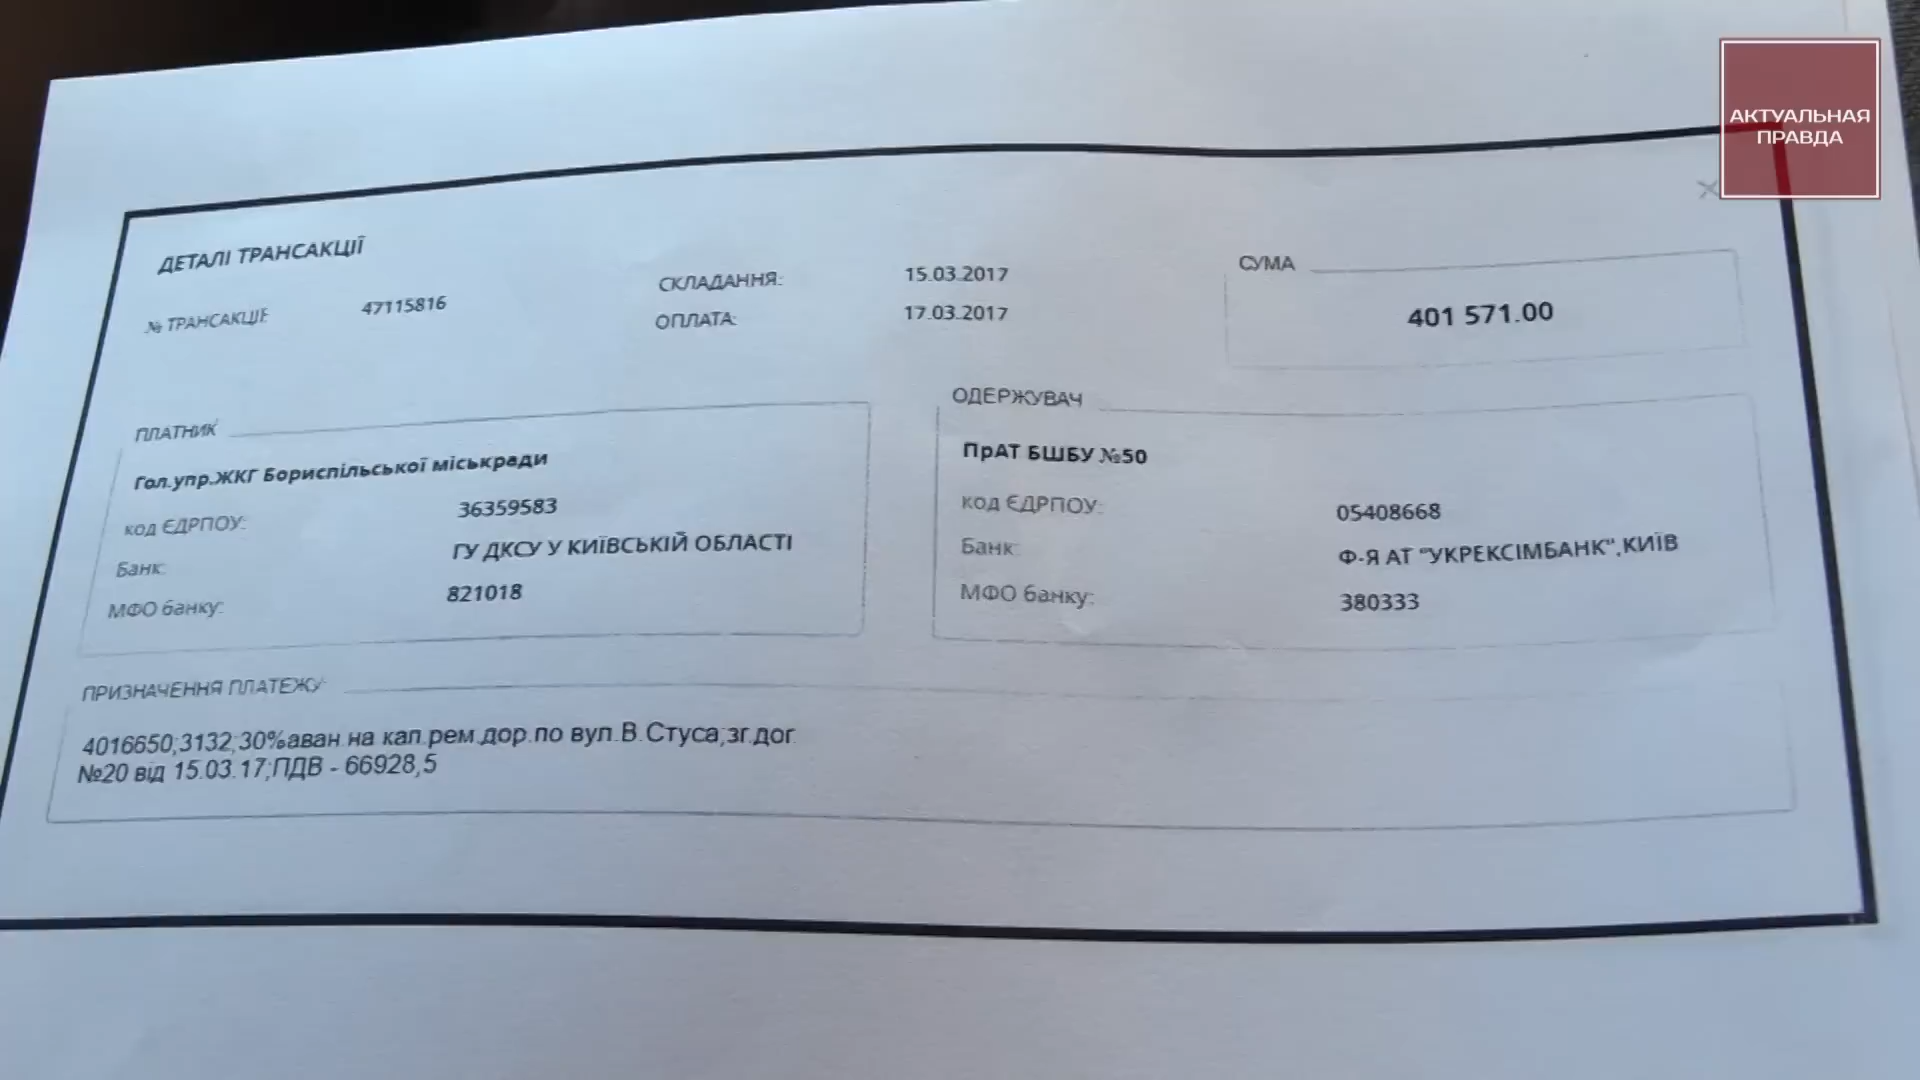 АКТУАЛЬНАЯ
ПРАВДА
ДЕТАЛІ ТРАНСАКЦІЇ
№ ТРАНСАКЦІЇ: 47115816
СКЛАДАННЯ: 15.03.2017
ОПЛАТА: 17.03.2017
СУМА
401 571.00
ПЛАТНИК
Гол.упр.ЖКГ Бориспільської міськради
код ЄДРПОУ: 36359583
Банк: ГУ ДКСУ У КИЇВСЬКІЙ ОБЛАСТІ
МФО банку: 821018
ОДЕРЖУВАЧ
ПрАТ БШБУ №50
код ЄДРПОУ: 05408668
Банк: Ф-Я АТ "УКРЕКСІМБАНК",КИЇВ
МФО банку: 380333
ПРИЗНАЧЕННЯ ПЛАТЕЖУ:
4016650;3132;30%аван.на кап.рем.дор.по вул.В.Стуса;зг.дог.
№20 від 15.03.17;ПДВ - 66928,5